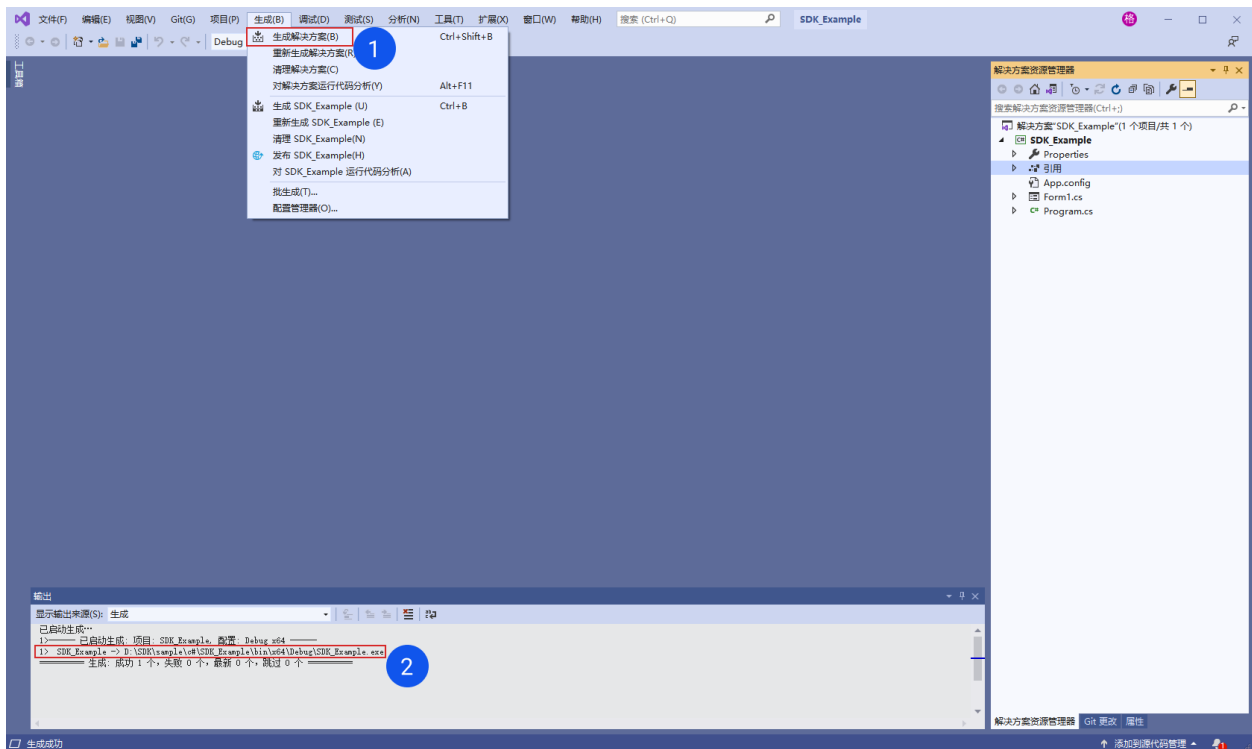 文件(F) 编辑(E) 视图(V) Git(G) 项目(P) 生成(B) 调试(D) 测试(S) 分析(N) 工具(T) 扩展(X) 窗口(W) 帮助(H) 搜索 (Ctrl+Q) SDK_Example 格
Debug
生成解决方案(B) Ctrl+Shift+B
1
重新生成解决方案(R)
清理解决方案(C)
对解决方案运行代码分析(Y) Alt+F11
生成 SDK_Example (U) Ctrl+B
重新生成 SDK_Example (E)
清理 SDK_Example(N)
发布 SDK_Example(H)
对 SDK_Example 运行代码分析(A)
批生成(T)...
配置管理器(O)...
工具箱
解决方案资源管理器
搜索解决方案资源管理器(Ctrl+;)
解决方案"SDK_Example"(1 个项目/共 1 个)
SDK_Example
Properties
引用
App.config
Form1.cs
Program.cs
输出
显示输出来源(S): 生成
已启动生成…
1>—— 已启动生成: 项目: SDK_Example, 配置: Debug x64 ——
1> SDK_Example -> D:\SDK\sample\c#\SDK_Example\bin\x64\Debug\SDK_Example.exe
2
========== 生成: 成功 1 个，失败 0 个，最新 0 个，跳过 0 个 ==========
解决方案资源管理器 Git 更改 属性
生成成功 添加到源代码管理 1